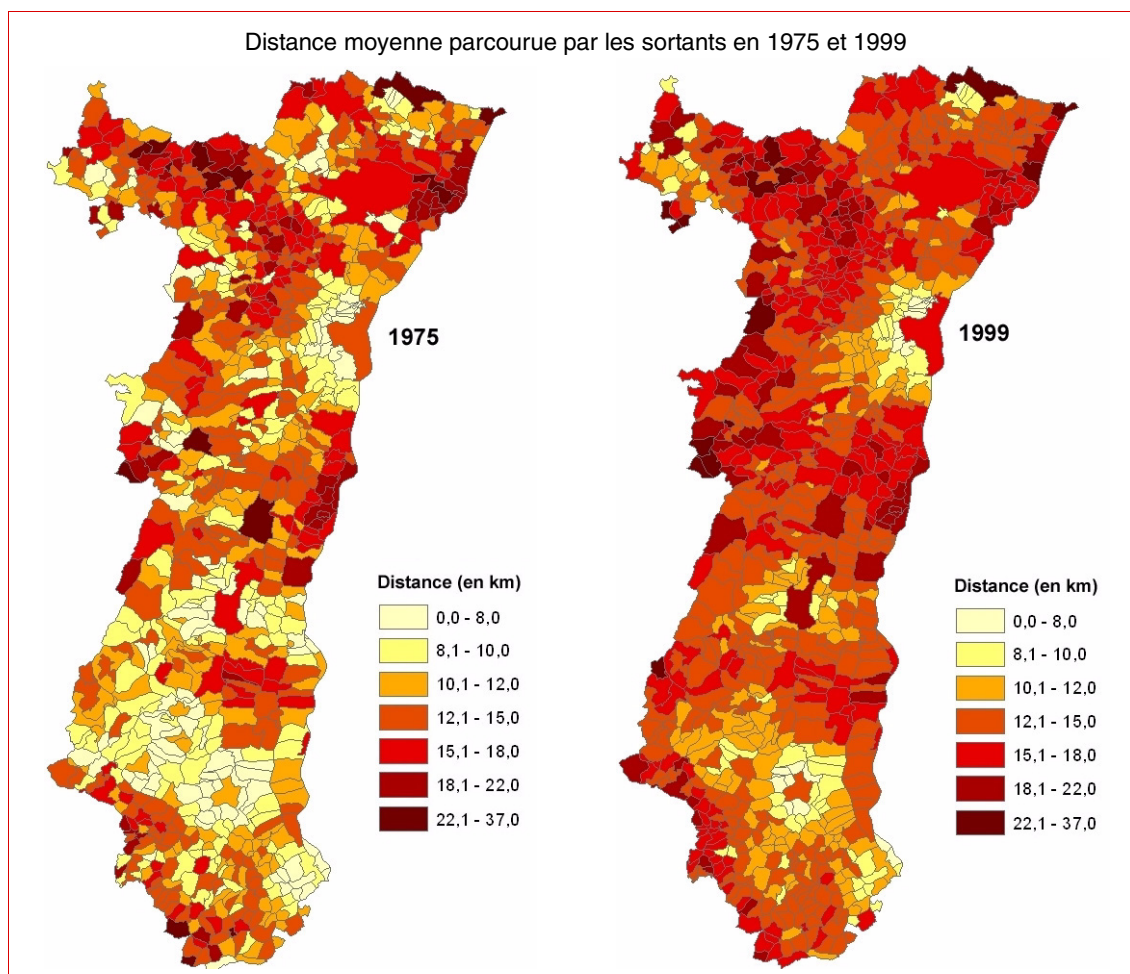 Distance moyenne parcourue par les sortants en 1975 et 1999
1975
1999
Distance (en km)
0,0 - 8,0
8,1 - 10,0
10,1 - 12,0
12,1 - 15,0
15,1 - 18,0
18,1 - 22,0
22,1 - 37,0
Distance (en km)
0,0 - 8,0
8,1 - 10,0
10,1 - 12,0
12,1 - 15,0
15,1 - 18,0
18,1 - 22,0
22,1 - 37,0